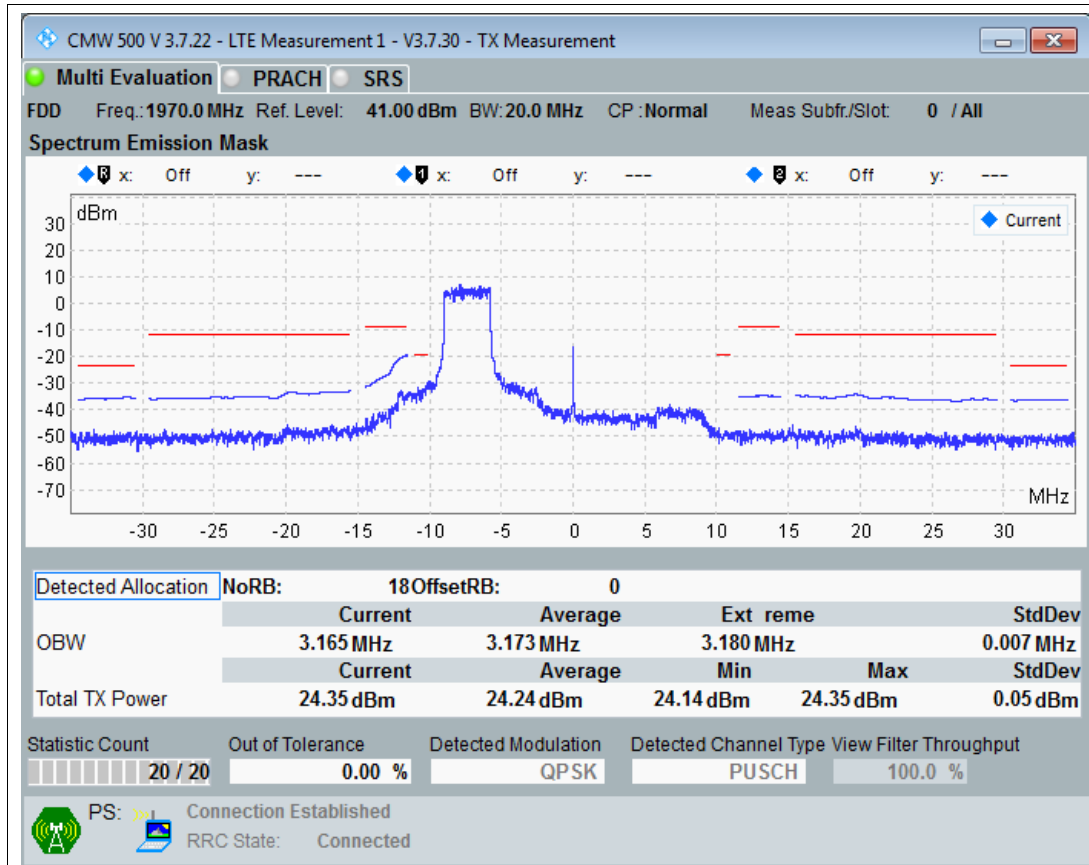 CMW 500 V 3.7.22 - LTE Measurement 1 - V3.7.30 - TX Measurement
Multi Evaluation PRACH SRS
FDD Freq.: 1970.0 MHz Ref. Level: 41.00 dBm BW: 20.0 MHz CP : Normal Meas Subfr./Slot: 0 / All
Spectrum Emission Mask
R x: Off y: --- 1 x: Off y: --- 2 x: Off y: ---
dBm
Current
30
20
10
0
-10
-20
-30
-40
-50
-60
-70
MHz
-30 -25 -20 -15 -10 -5 0 5 10 15 20 25 30
Detected Allocation NoRB: 18 OffsetRB: 0
Current Average Ext reme StdDev
OBW 3.165 MHz 3.173 MHz 3.180 MHz 0.007 MHz
Current Average Min Max StdDev
Total TX Power 24.35 dBm 24.24 dBm 24.14 dBm 24.35 dBm 0.05 dBm
Statistic Count Out of Tolerance Detected Modulation Detected Channel Type View Filter Throughput
20 / 20 0.00 % QPSK PUSCH 100.0 %
PS: Connection Established
RRC State: Connected